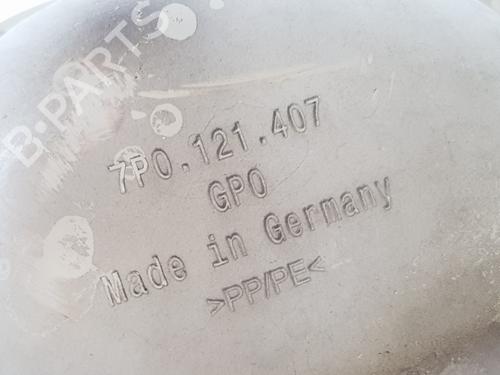 B-PARTS
7P0.121.407
GPO
Made in Germany
>PP/PE<